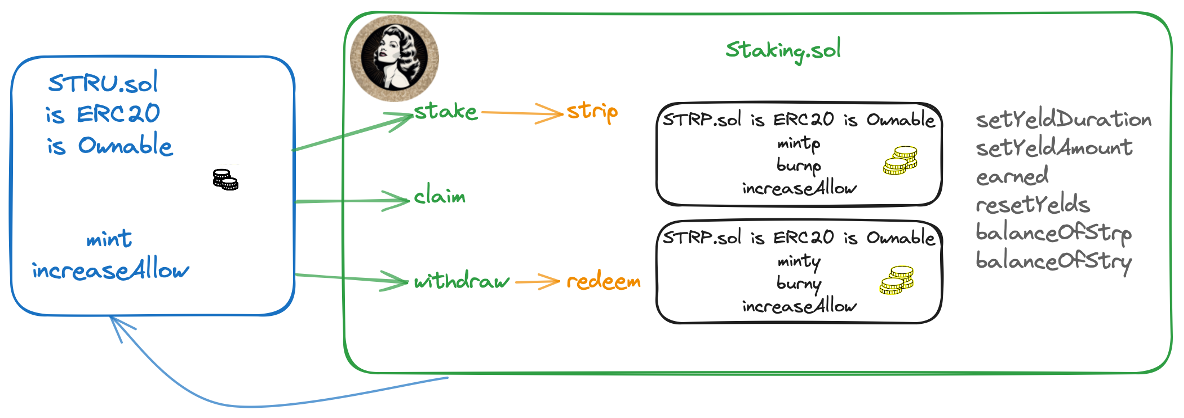 STRU.sol
is ERC20
is Ownable
mint
increaseAllow
Staking.sol
stake
strip
claim
withdraw
redeem
STRP.sol is ERC20 is Ownable
mintp
burnp
increaseAllow
STRP.sol is ERC20 is Ownable
minty
burny
increaseAllow
setYeldDuration
setYeldAmount
earned
resetYelds
balanceOfStrp
balanceOfStry